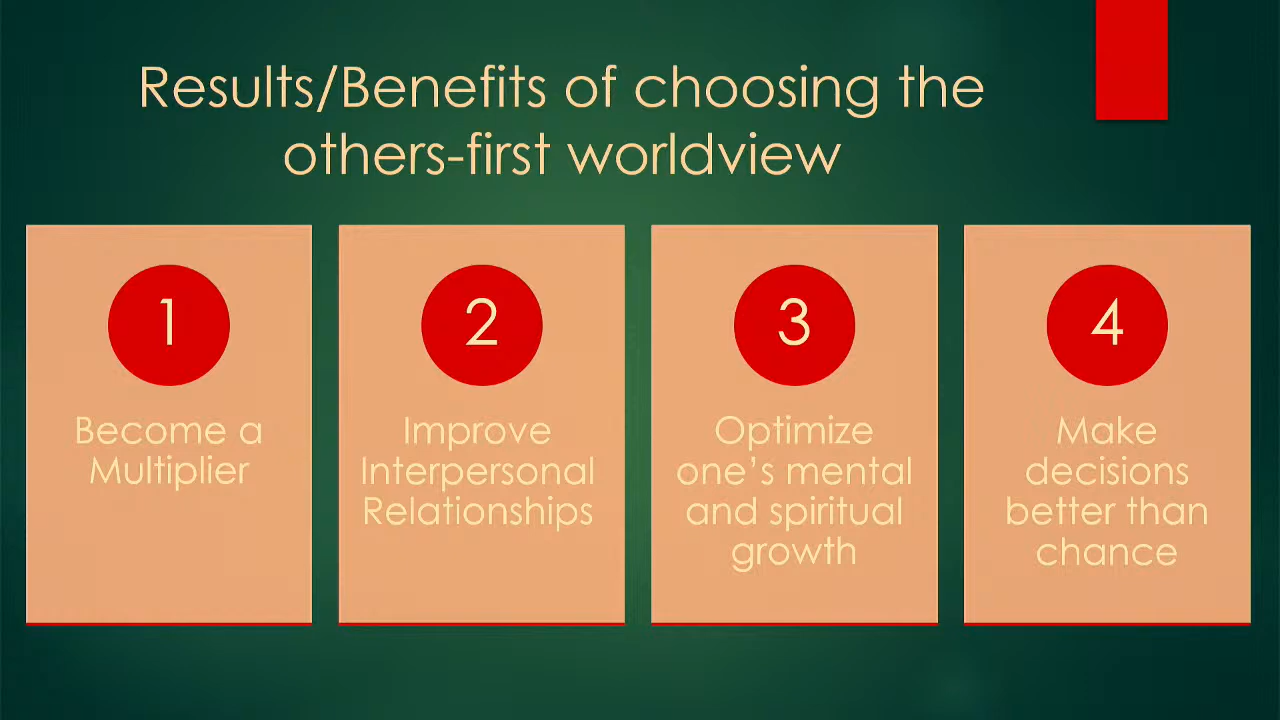 Results/Benefits of choosing the
others-first worldview
1
Become a
Multiplier
2
Improve
Interpersonal
Relationships
3
Optimize
one’s mental
and spiritual
growth
4
Make
decisions
better than
chance